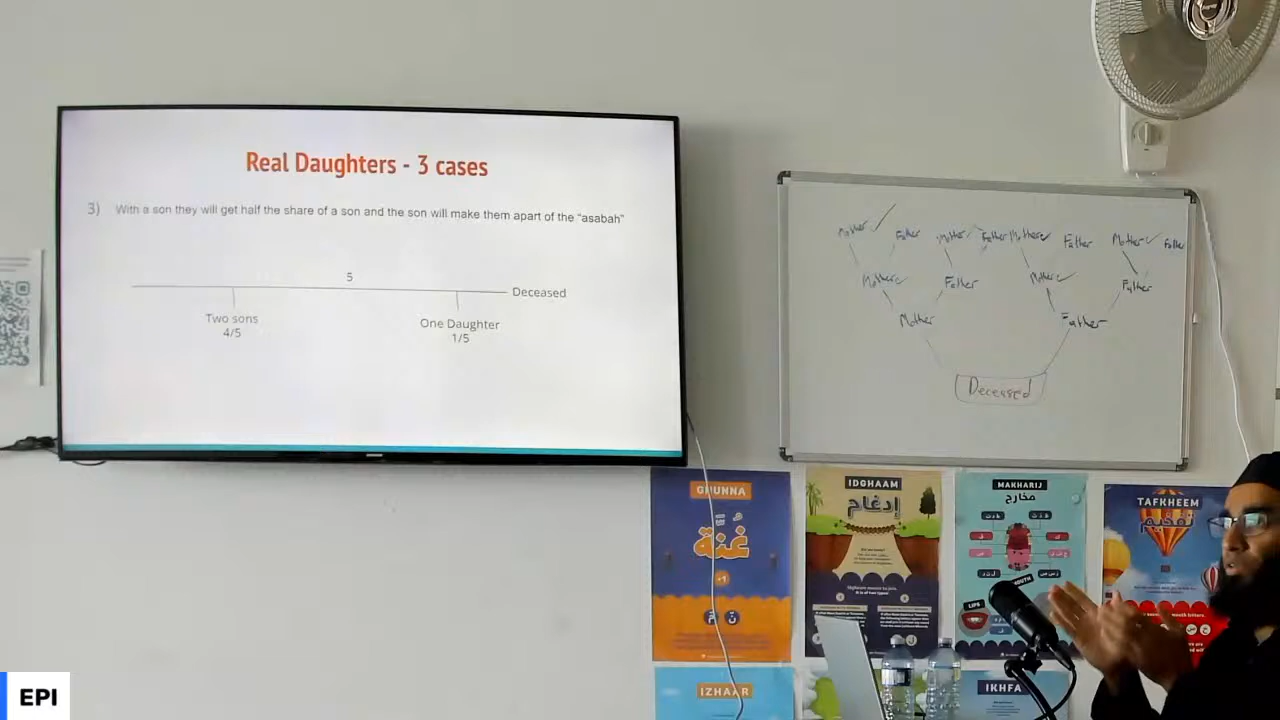 Real Daughters - 3 cases
3) With a son they will get half the share of a son and the son will make them apart of the "asabah"
5
Deceased
Two sons
4/5
One Daughter
1/5
Mother Father Mother Father Mother Father Mother Father
Mother Father Mother Father
Mother Father
Deceased
GHUNNA
غُنَّة
IDGHAAM
إدغام
MAKHARIJ
مخارج
MOUTH
LIPS
TAFKHEEM
تفخيم
IZHAAR
IKHFA
EPI